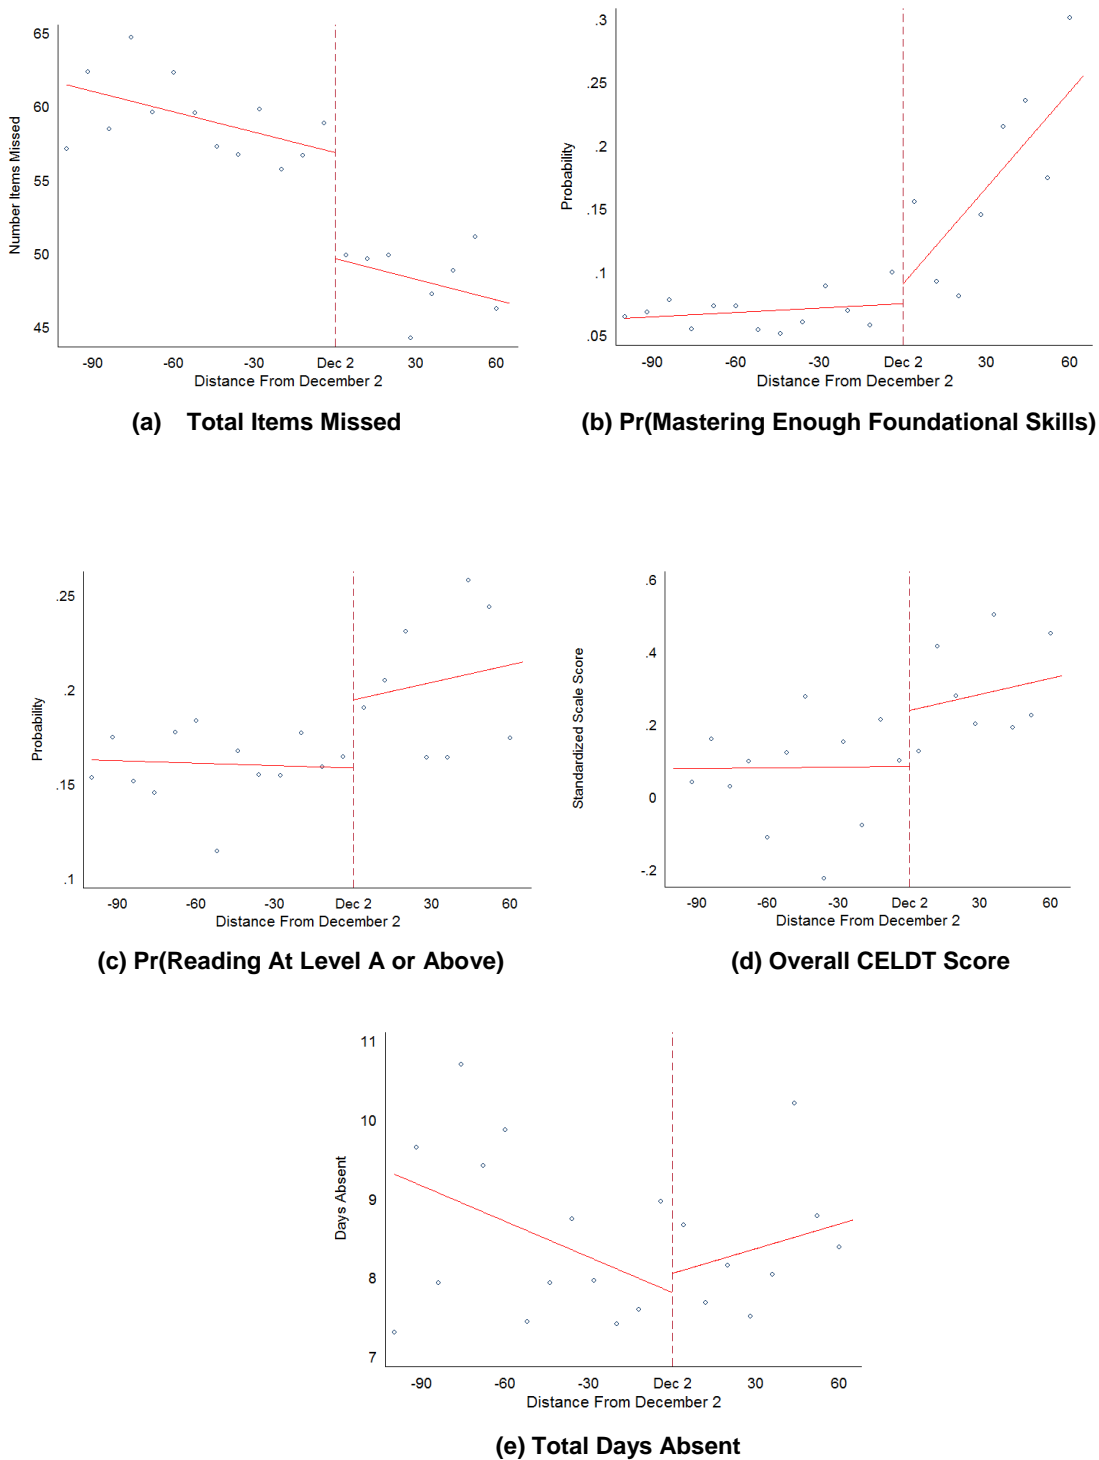 65
60
55
50
45
Number Items Missed
-90 -60 -30 Dec 2 30 60
Distance From December 2
(a) Total Items Missed
.3
.25
.2
.15
.1
.05
Probability
-90 -60 -30 Dec 2 30 60
Distance From December 2
(b) Pr(Mastering Enough Foundational Skills)
.25
.2
.15
.1
Probability
-90 -60 -30 Dec 2 30 60
Distance From December 2
(c) Pr(Reading At Level A or Above)
.6
.4
.2
0
-.2
Standardized Scale Score
-90 -60 -30 Dec 2 30 60
Distance From December 2
(d) Overall CELDT Score
11
10
9
8
7
Days Absent
-90 -60 -30 Dec 2 30 60
Distance From December 2
(e) Total Days Absent